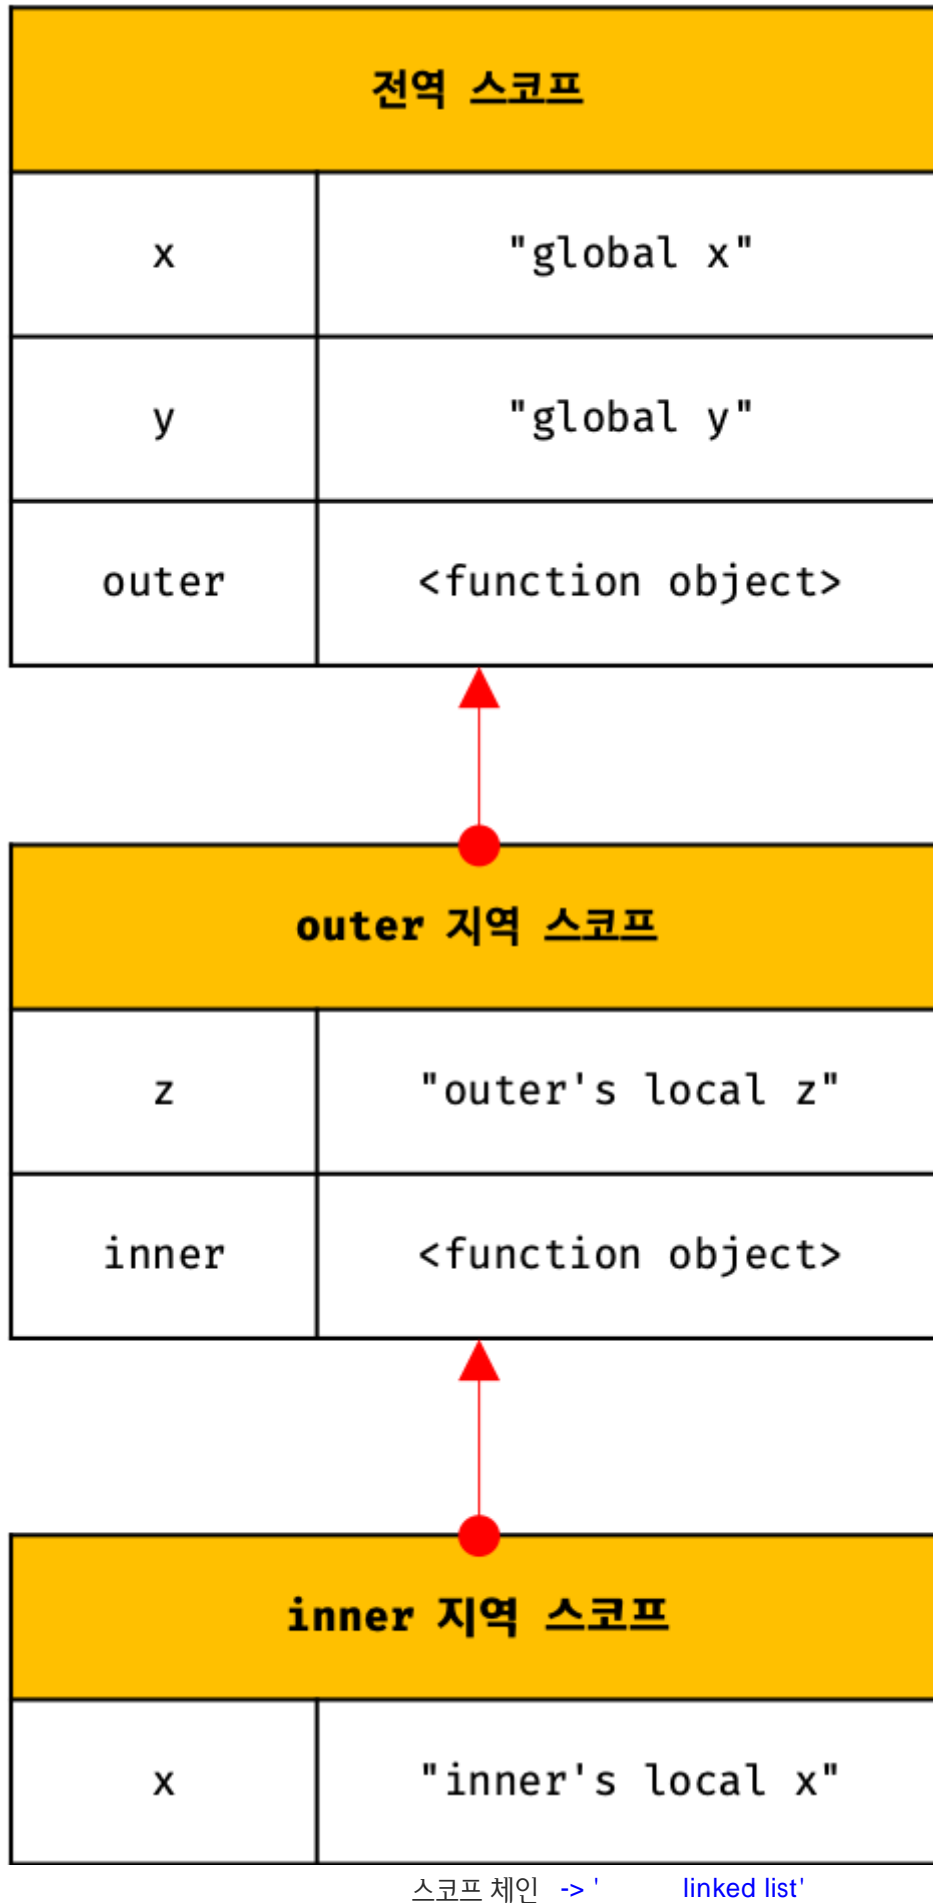 전역 스코프
x "global x"
y "global y"
outer <function object>
outer 지역 스코프
z "outer's local z"
inner <function object>
inner 지역 스코프
x "inner's local x"
스코프 체인 -> ' linked list'